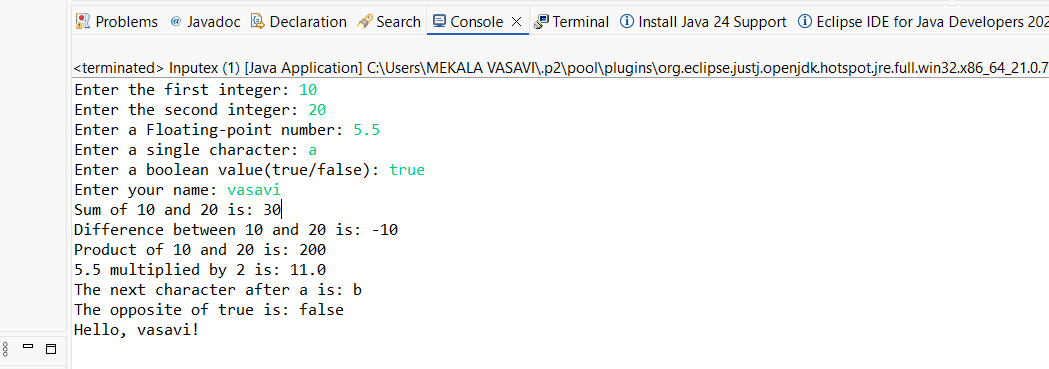 Problems @ Javadoc Declaration Search Console Terminal Install Java 24 Support Eclipse IDE for Java Developers 202
<terminated> Inputex (1) [Java Application] C:\Users\MEKALA VASAVI\.p2\pool\plugins\org.eclipse.justj.openjdk.hotspot.jre.full.win32.x86_64_21.0.7
Enter the first integer: 10
Enter the second integer: 20
Enter a Floating-point number: 5.5
Enter a single character: a
Enter a boolean value(true/false): true
Enter your name: vasavi
Sum of 10 and 20 is: 30
Difference between 10 and 20 is: -10
Product of 10 and 20 is: 200
5.5 multiplied by 2 is: 11.0
The next character after a is: b
The opposite of true is: false
Hello, vasavi!